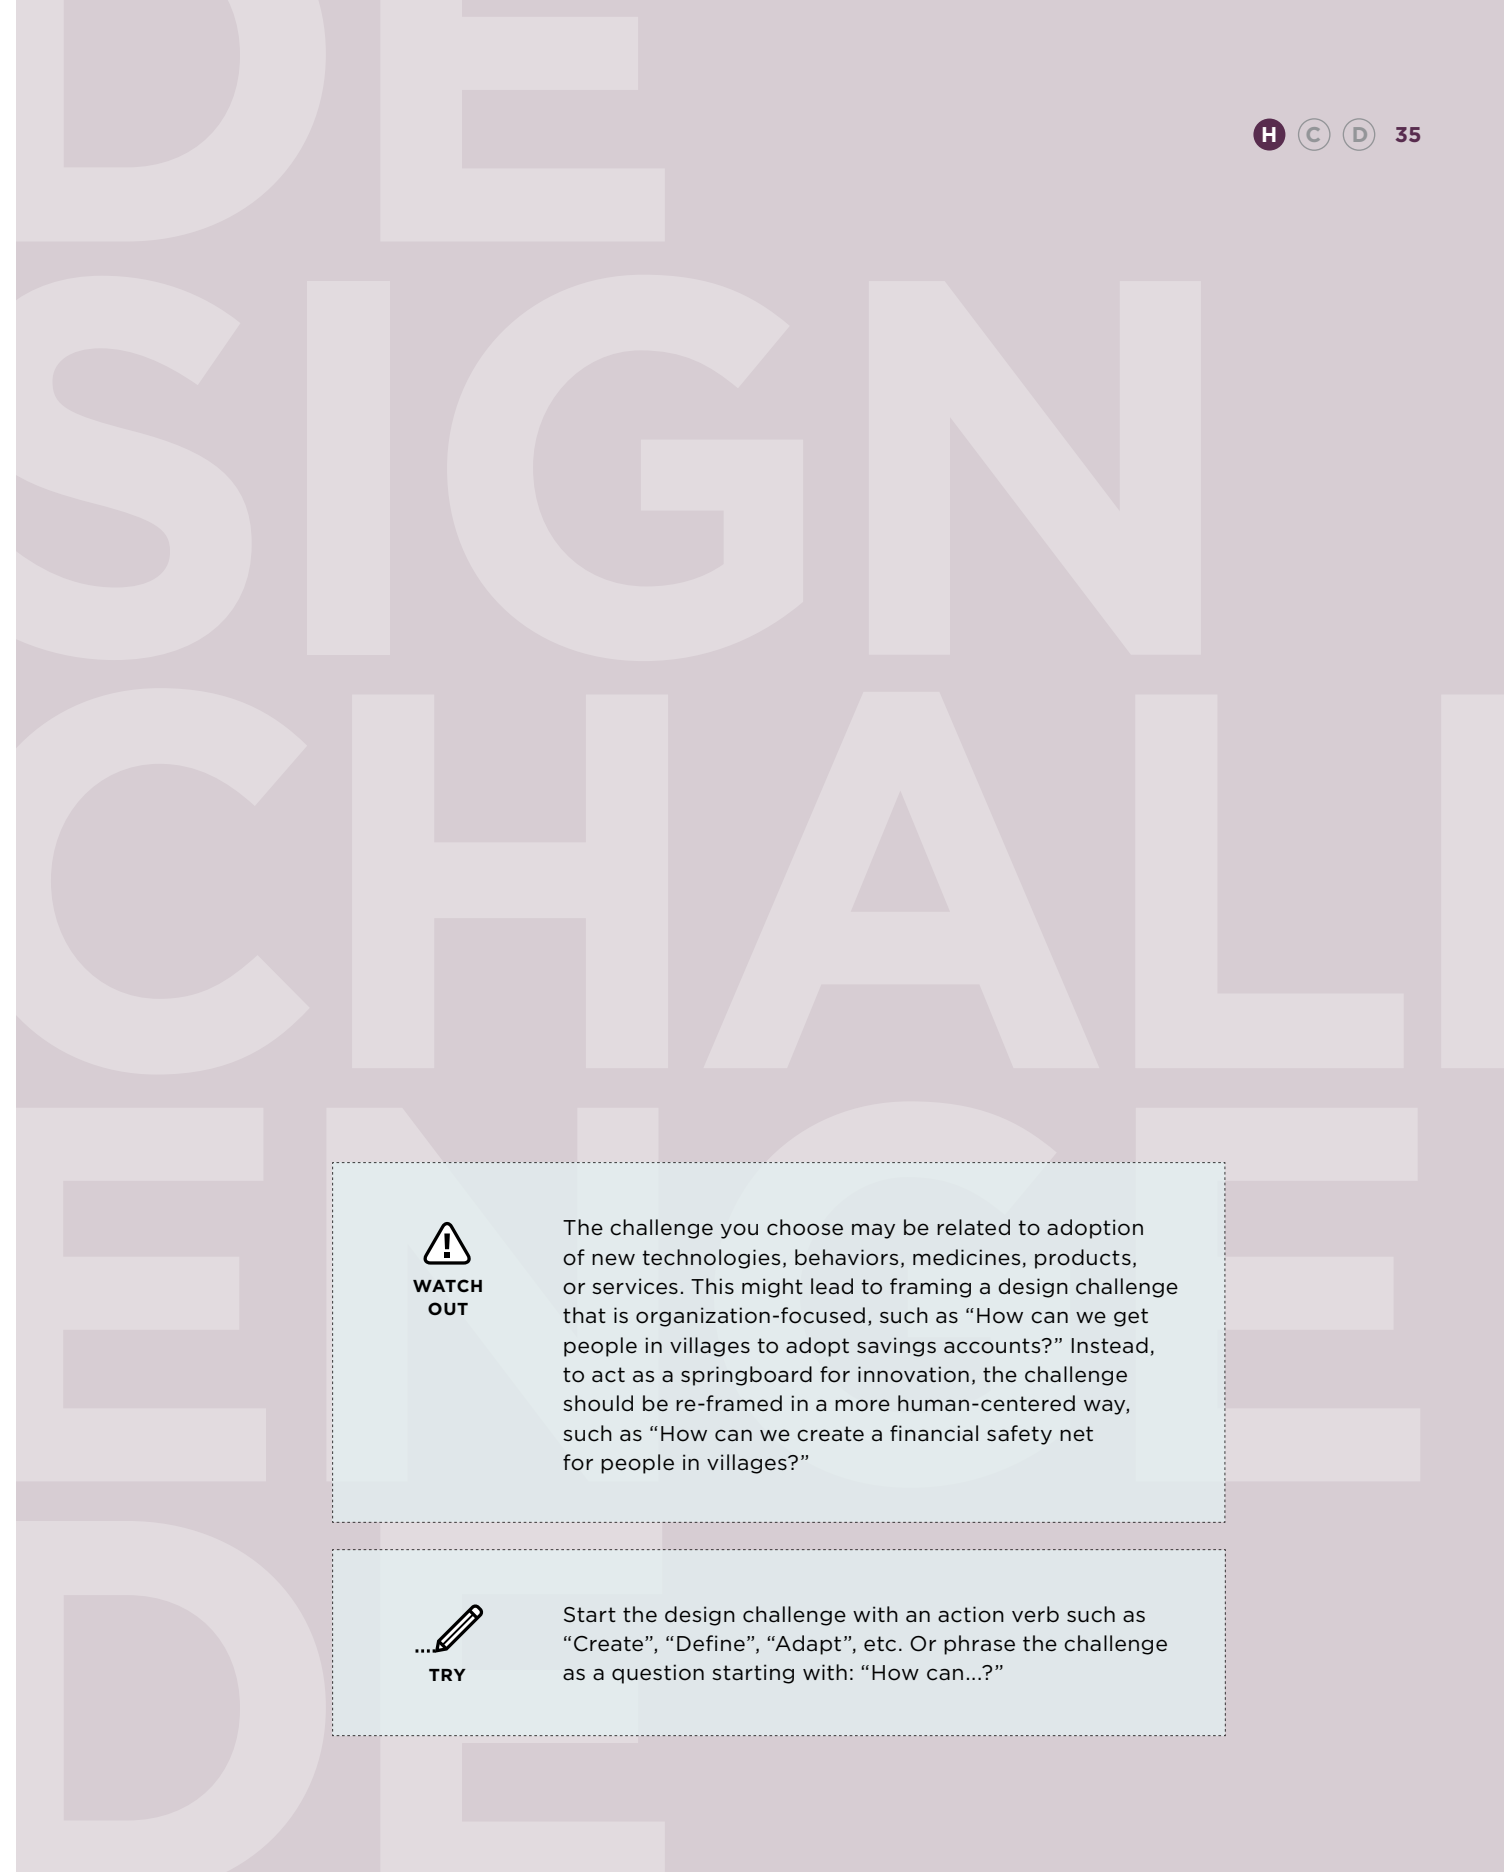 DE
H C D 35
SIGN
CHALL
ENGE
WATCH
OUT
The challenge you choose may be related to adoption
of new technologies, behaviors, medicines, products,
or services. This might lead to framing a design challenge
that is organization-focused, such as “How can we get
people in villages to adopt savings accounts?” Instead,
to act as a springboard for innovation, the challenge
should be re-framed in a more human-centered way,
such as “How can we create a financial safety net
for people in villages?”
DE
TRY
Start the design challenge with an action verb such as
“Create”, “Define”, “Adapt”, etc. Or phrase the challenge
as a question starting with: “How can...?”